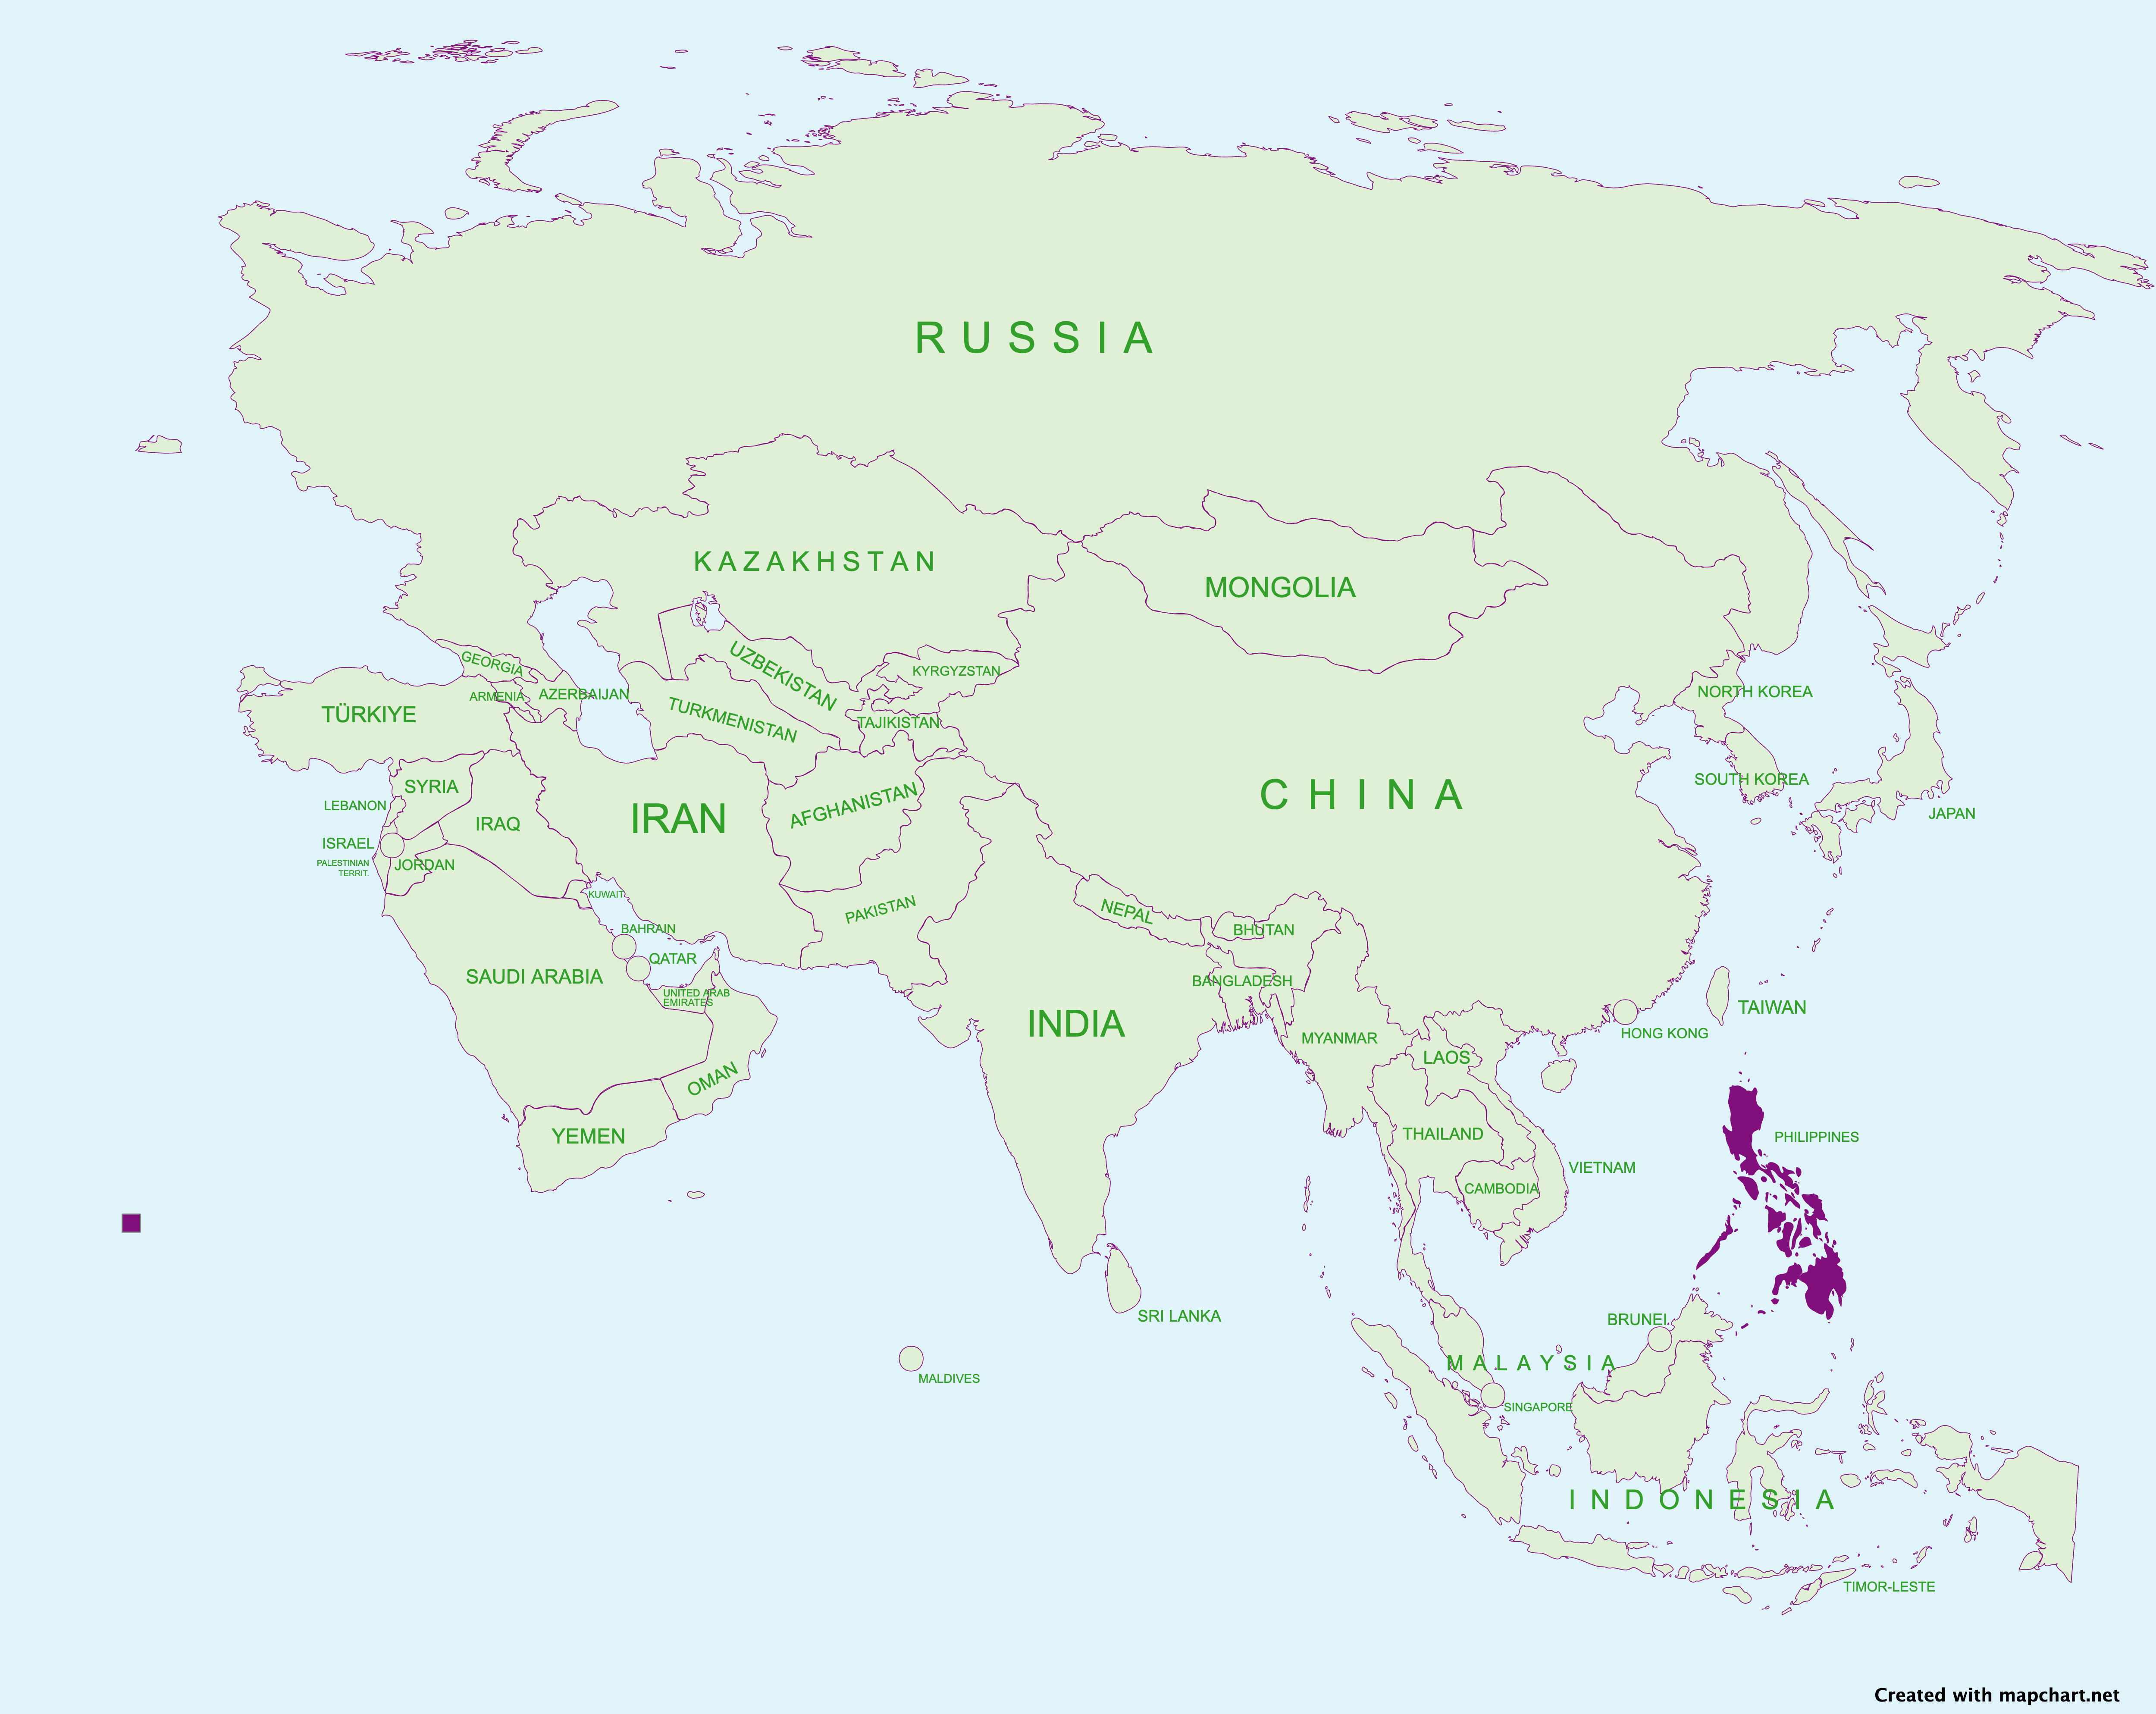 RUSSIA
KAZAKHSTAN
MONGOLIA
GEORGIA
UZBEKISTAN
KYRGYZSTAN
ARMENIA
AZERBAIJAN
NORTH KOREA
TÜRKIYE
TURKMENISTAN
TAJIKISTAN
SYRIA
SOUTH KOREA
CHINA
LEBANON
AFGHANISTAN
IRAN
JAPAN
IRAQ
ISRAEL
PALESTINIAN
TERRIT.
JORDAN
KUWAIT
PAKISTAN
NEPAL
BAHRAIN
BHUTAN
QATAR
SAUDI ARABIA
BANGLADESH
UNITED ARAB
EMIRATES
TAIWAN
INDIA
HONG KONG
MYANMAR
LAOS
OMAN
YEMEN
THAILAND
PHILIPPINES
VIETNAM
CAMBODIA
SRI LANKA
BRUNEI
MALAYSIA
MALDIVES
SINGAPORE
INDONESIA
TIMOR-LESTE
Created with mapchart.net